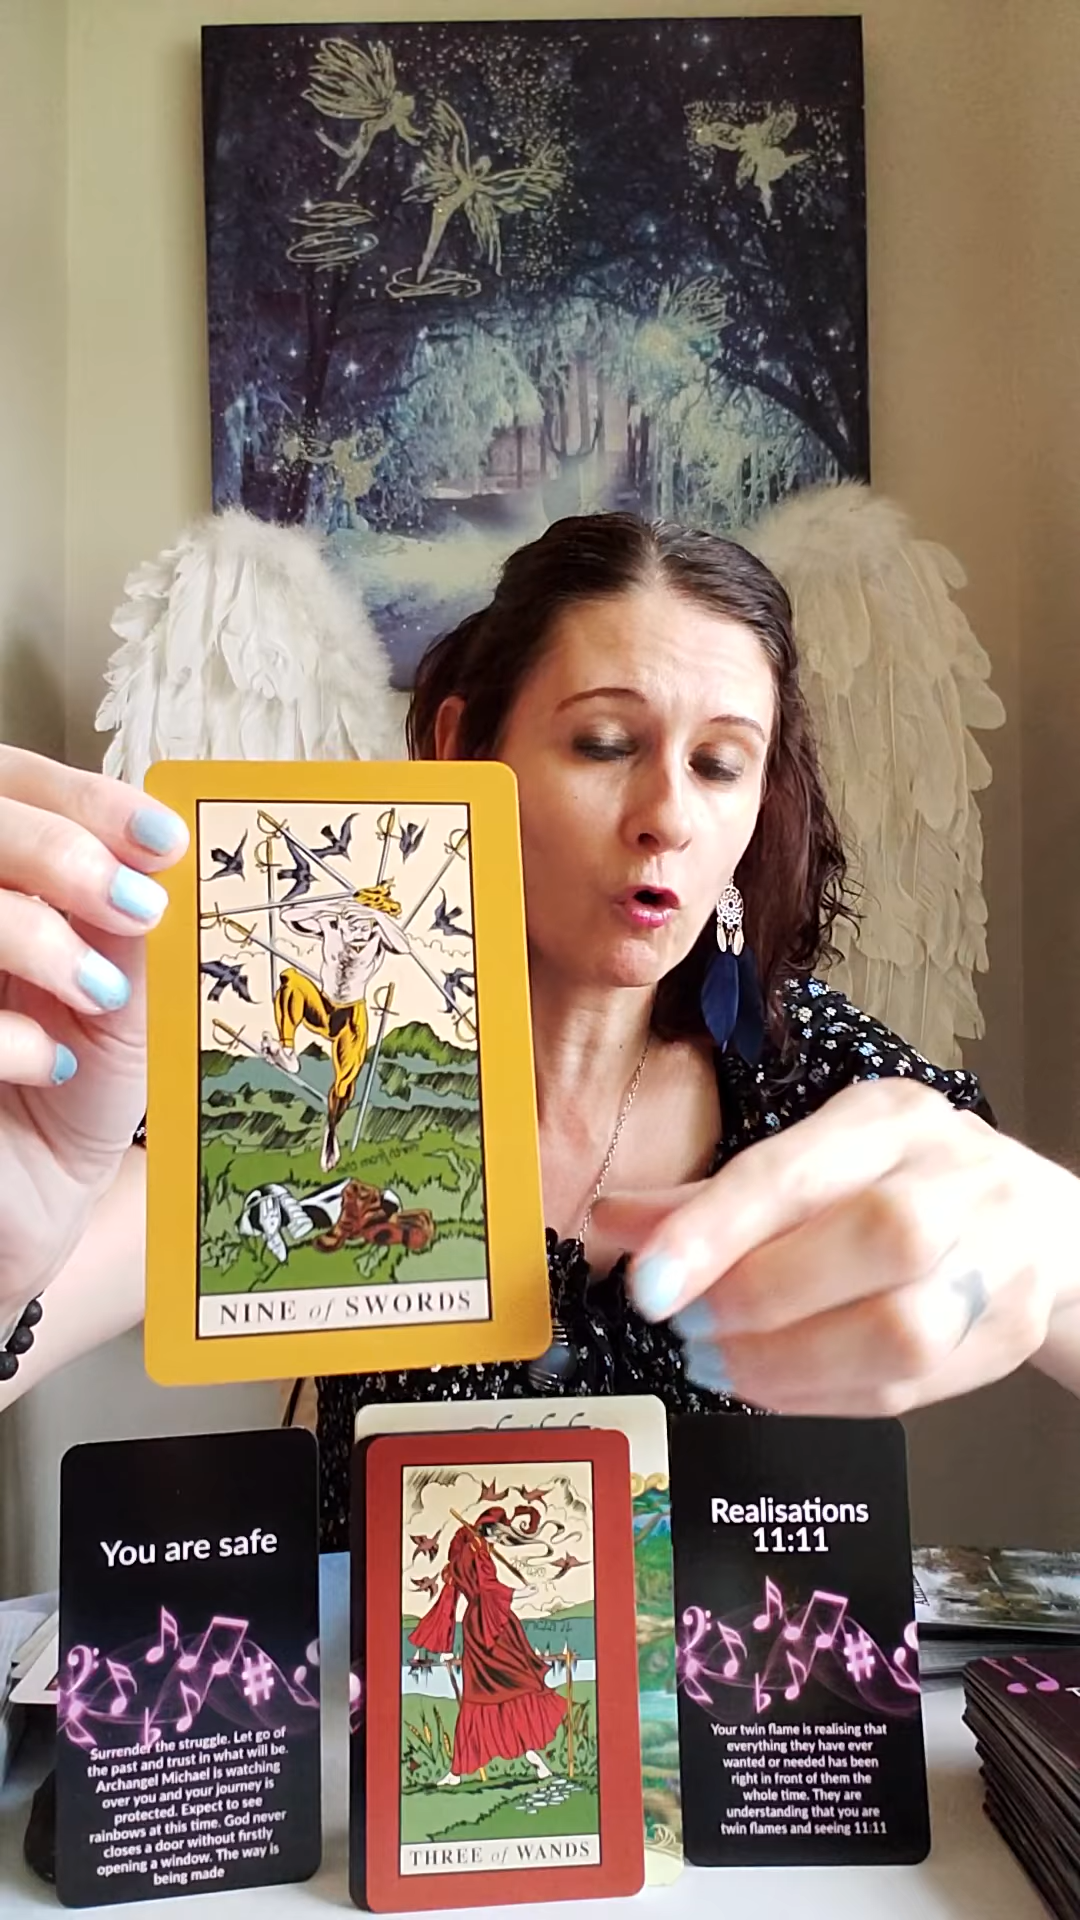 NINE of SWORDS
You are safe
Surrender the struggle. Let go of
the past and trust in what will be.
Archangel Michael is watching
over you and your journey is
protected. Expect to see
rainbows at this time. God never
closes a door without firstly
opening a window. The way is
being made
THREE of WANDS
Realisations
11:11
Your twin flame is realising that
everything they have ever
wanted or needed has been
right in front of them the
whole time. They are
understanding that you are
twin flames and seeing 11:11